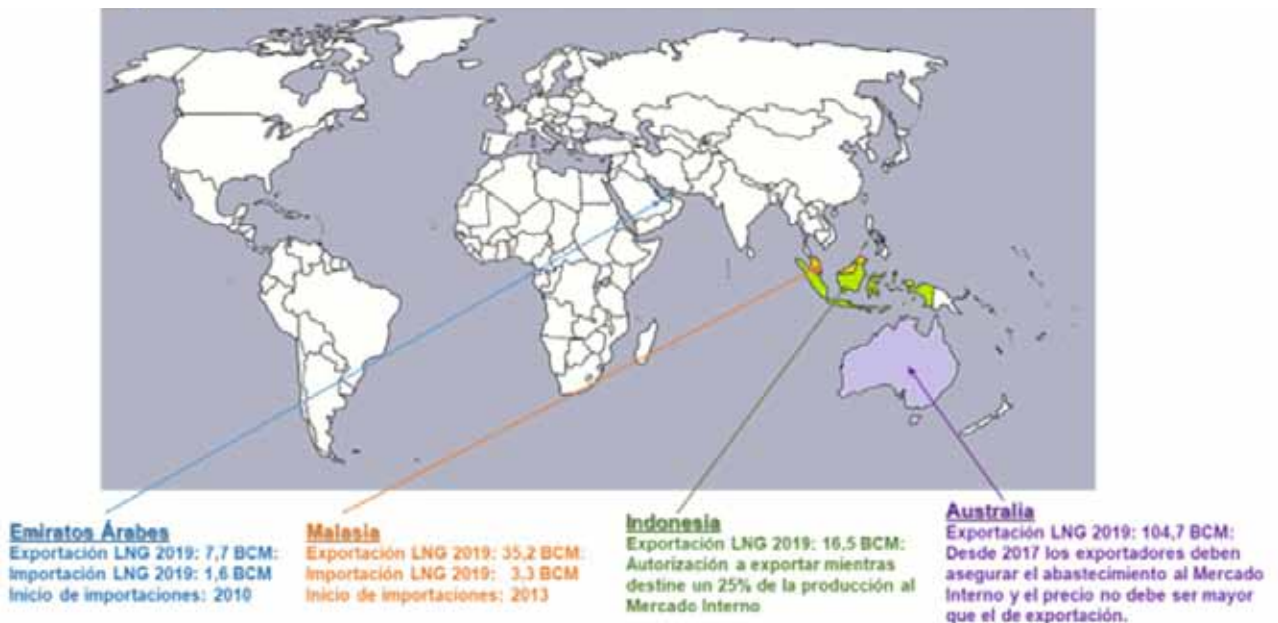 Emiratos Árabes
Exportación LNG 2019: 7,7 BCM:
Importación LNG 2019: 1,6 BCM
Inicio de importaciones: 2010
Malasia
Exportación LNG 2019: 35,2 BCM:
Importación LNG 2019: 3,3 BCM
Inicio de importaciones: 2013
Indonesia
Exportación LNG 2019: 16,5 BCM:
Autorización a exportar mientras
destine un 25% de la producción al
Mercado Interno
Australia
Exportación LNG 2019: 104,7 BCM:
Desde 2017 los exportadores deben
asegurar el abastecimiento al Mercado
Interno y el precio no debe ser mayor
que el de exportación.